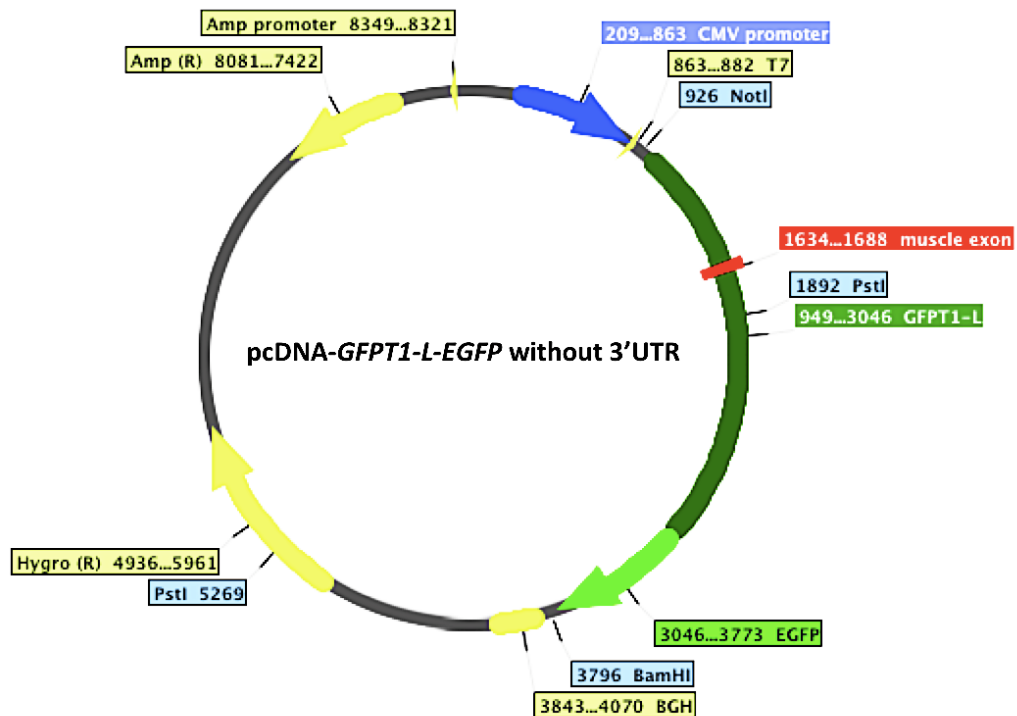 Amp promoter 8349...8321
209...863 CMV promoter
Amp (R) 8081...7422
863...882 T7
926 NotI
1634...1688 muscle exon
1892 PstI
949...3046 GFPT1-L
pcDNA-GFPT1-L-EGFP without 3'UTR
Hygro (R) 4936...5961
PstI 5269
3046...3773 EGFP
3796 BamHI
3843...4070 BGH